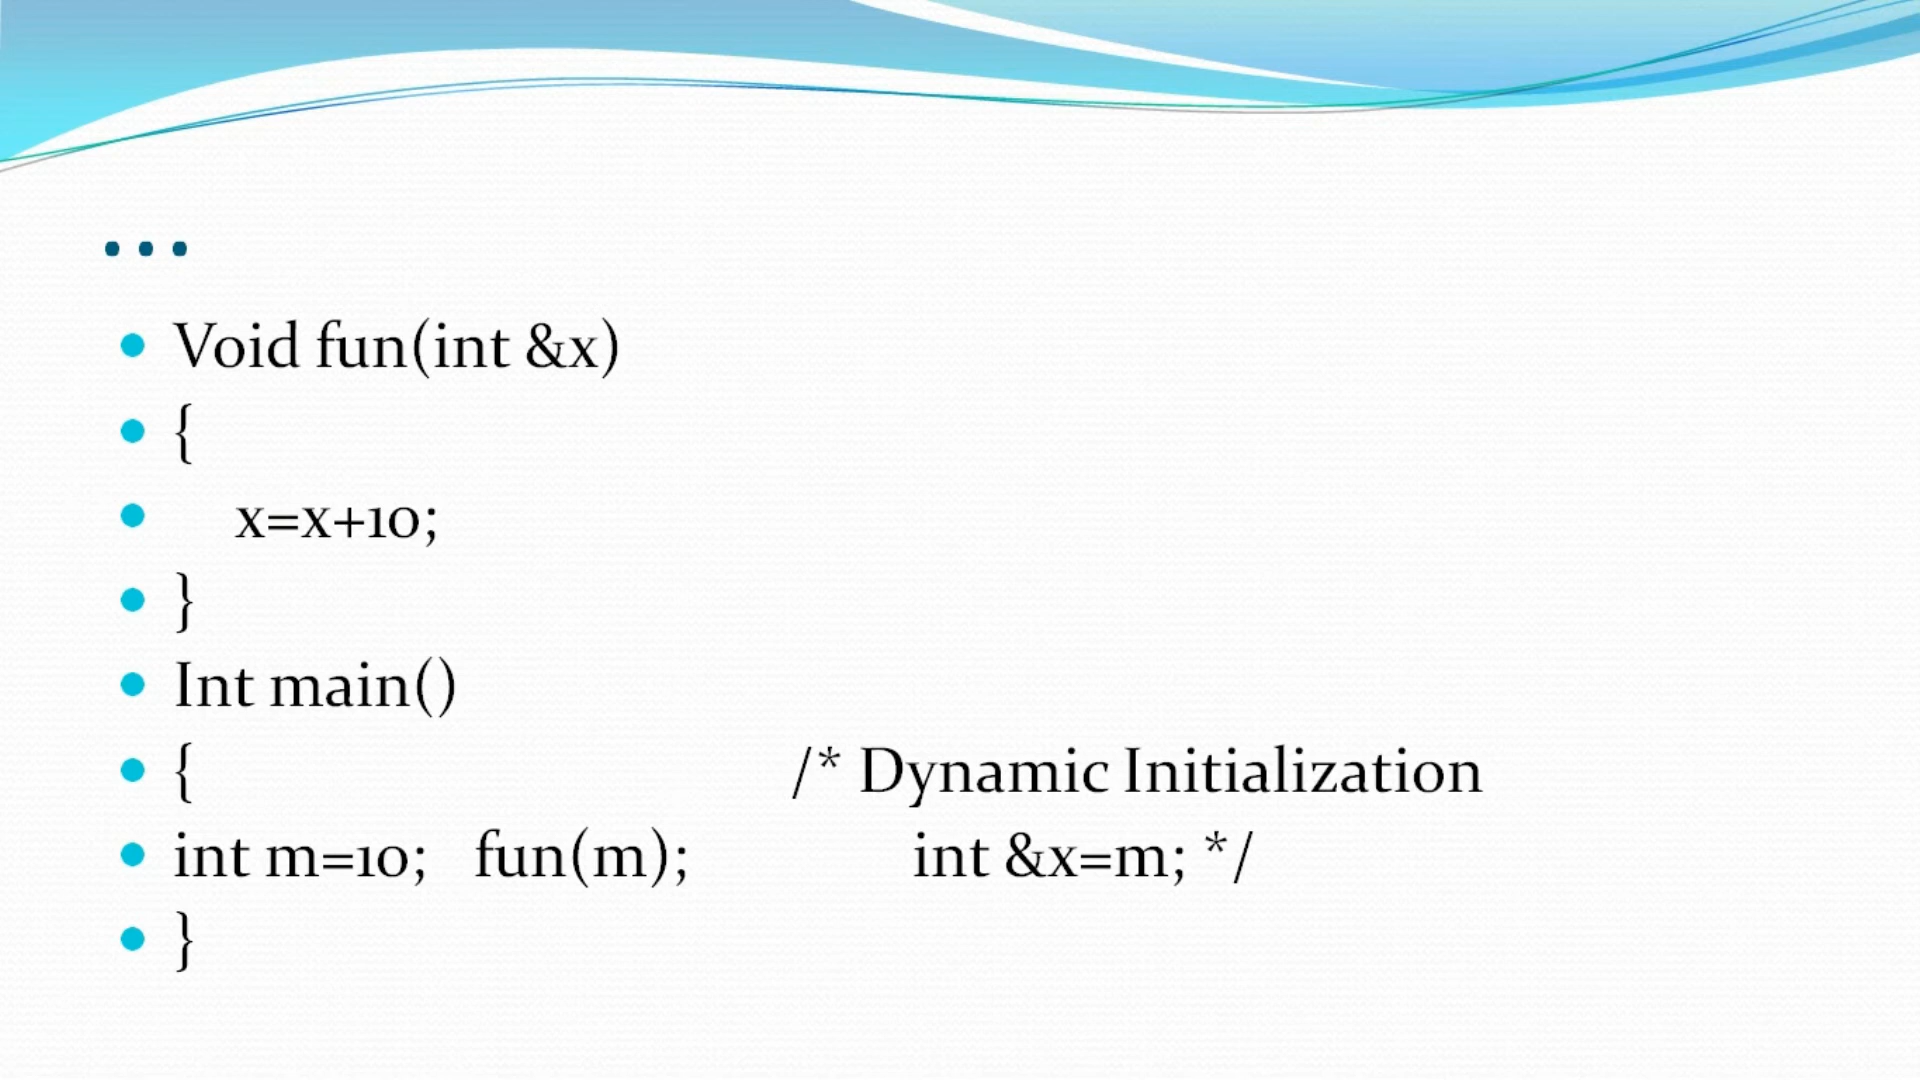 ...
Void fun(int &x)
{
x=x+10;
}
Int main()
{ /* Dynamic Initialization
int m=10; fun(m); int &x=m; */
}